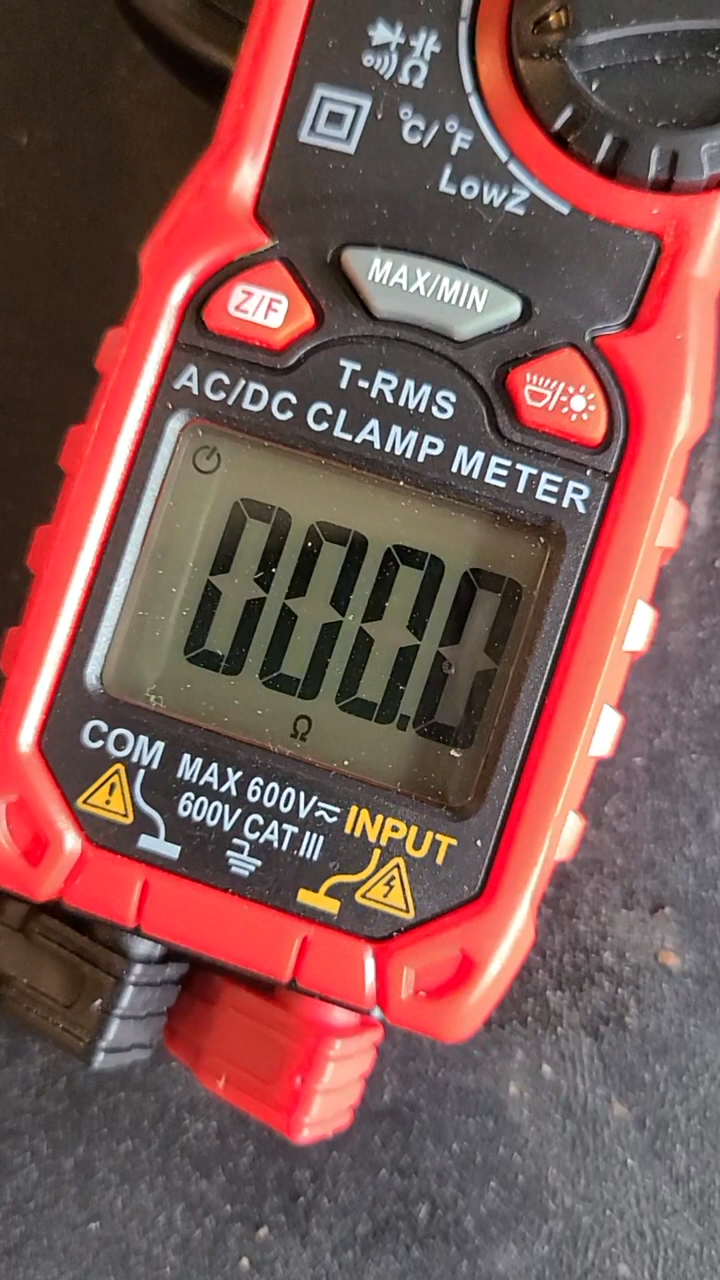 Ω
°C/°F
LowZ
MAX/MIN
Z/F
T-RMS
AC/DC CLAMP METER
000.0
Ω
COM
MAX 600V≂
600V CAT.III
INPUT